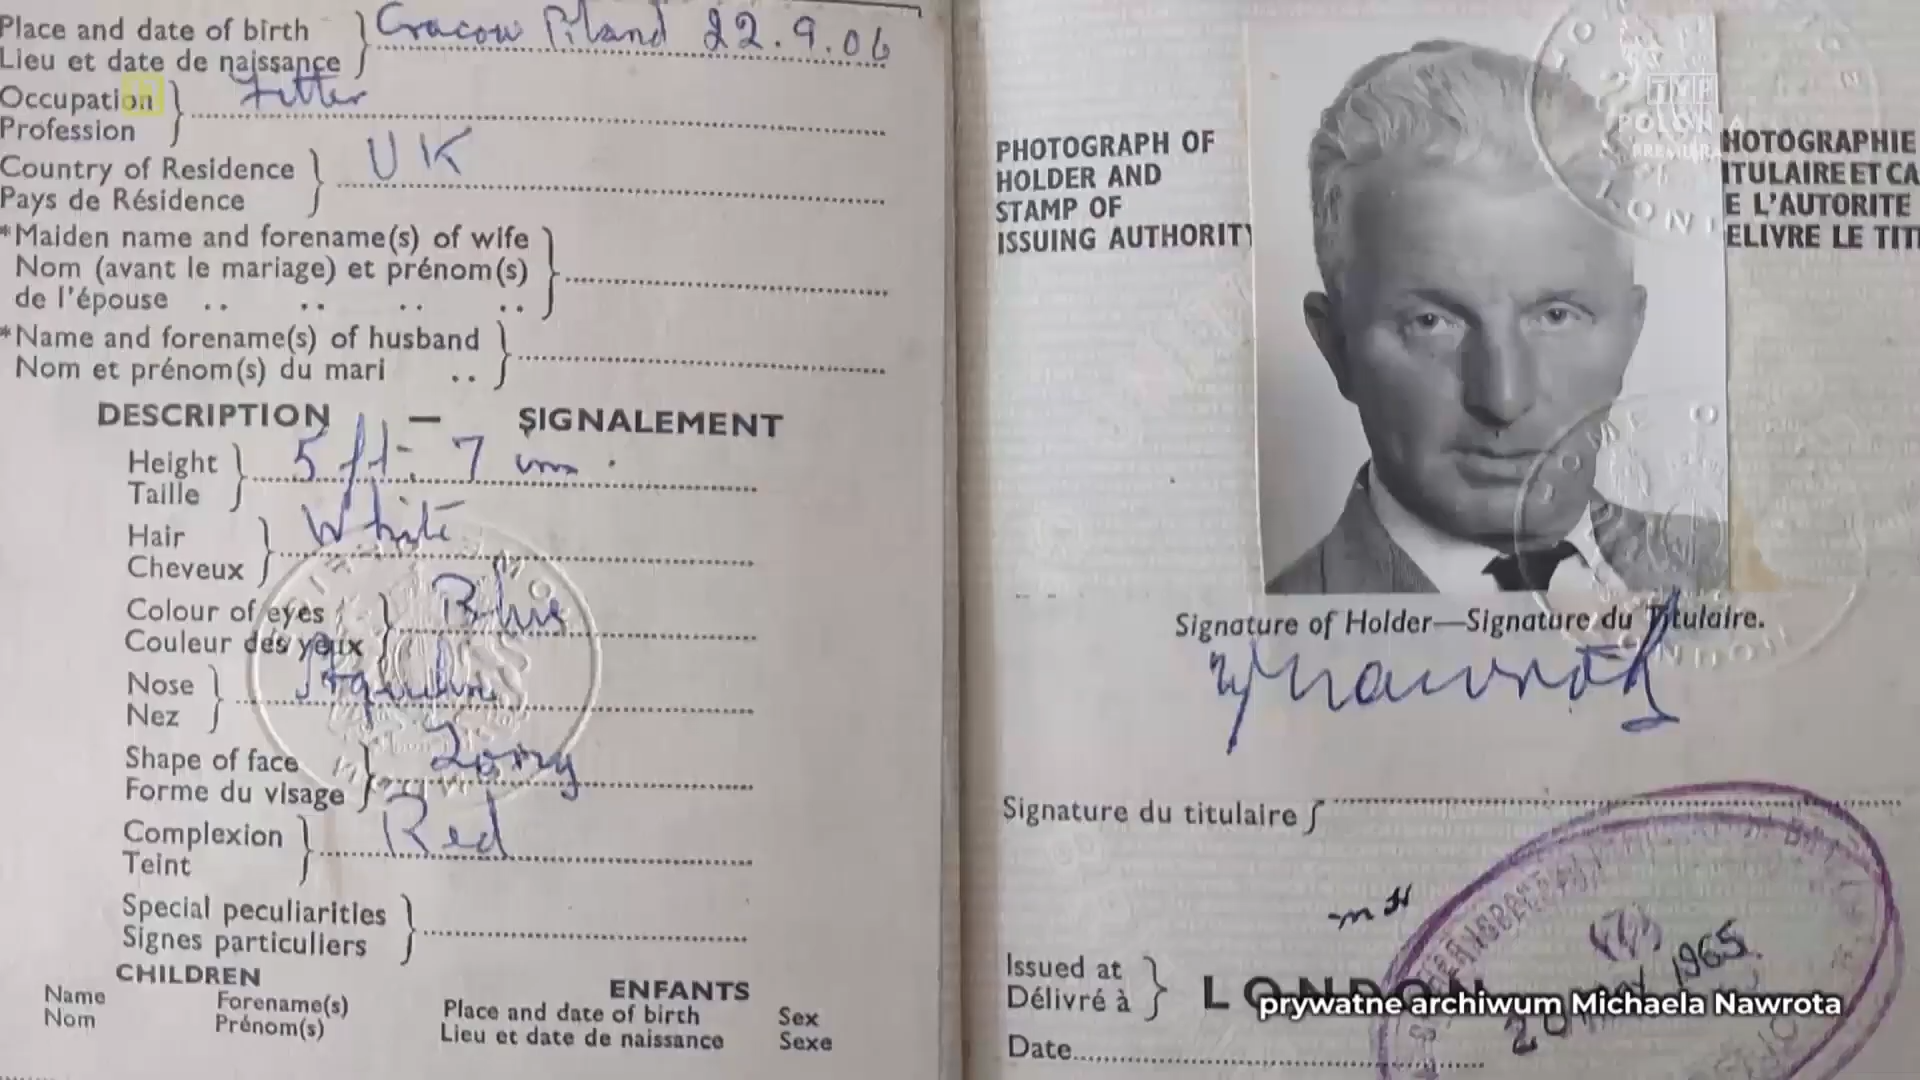 Place and date of birth
Cracow Poland 22.9.06
Lieu et date de naissance
Occupation
Fitter
Profession
Country of Residence
UK
Pays de Résidence
*Maiden name and forename(s) of wife
Nom (avant le mariage) et prénom(s)
de l'épouse .. .. .. ..
*Name and forename(s) of husband
Nom et prénom(s) du mari ..
DESCRIPTION — SIGNALEMENT
Height
5 ft. 7
Taille
Hair
White
Cheveux
Colour of eyes
Blue
Couleur des yeux
Nose
Nez
Shape of face
Long
Forme du visage
Complexion
Red
Teint
Special peculiarities
Signes particuliers
CHILDREN ENFANTS
Name Forename(s) Place and date of birth Sex
Nom Prénom(s) Lieu et date de naissance Sexe
TVP
POLONIA
PREMIERA
PHOTOGRAPH OF
HOLDER AND
STAMP OF
ISSUING AUTHORITY
HOTOGRAPHIE
ITULAIRE ET CA
E L'AUTORITE
ELIVRE LE TIT
Signature of Holder—Signature du Titulaire.
Nawrot
Signature du titulaire
Issued at
Délivré à
LONDON
prywatne archiwum Michaela Nawrota
Date
20 MAY 1965